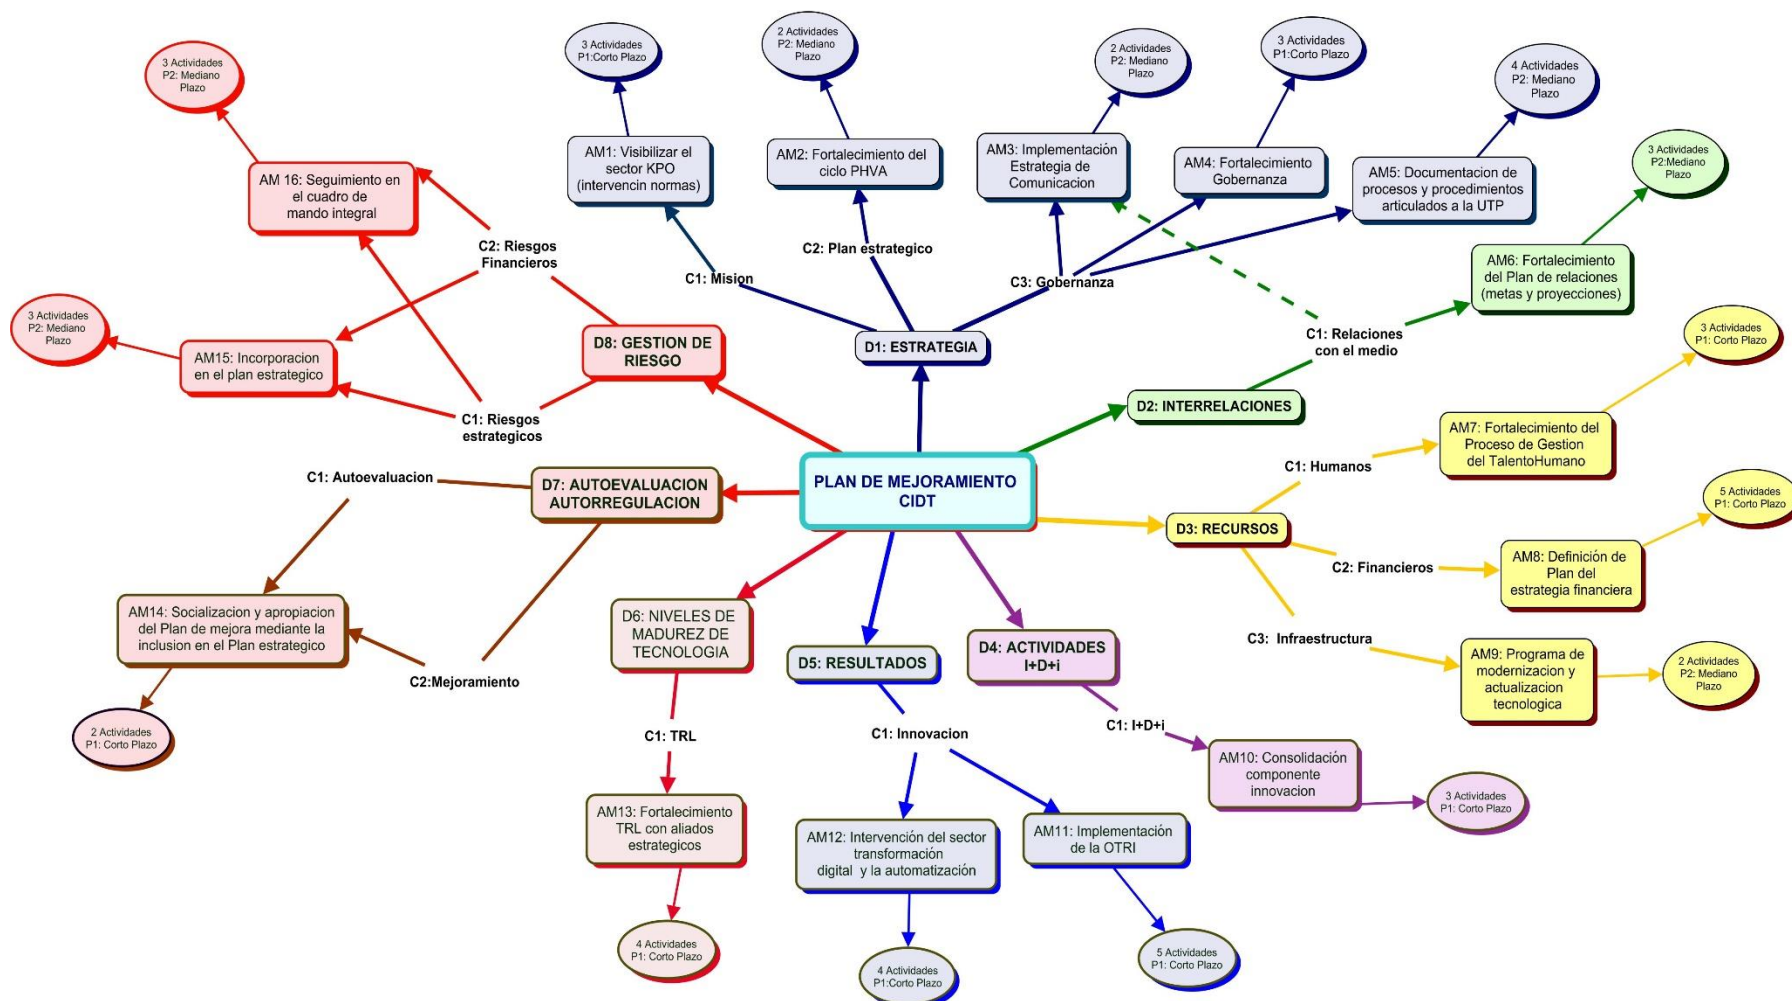 3 Actividades
P2: Mediano
Plazo
3 Actividades
P1:Corto Plazo
2 Actividades
P2: Mediano
Plazo
2 Actividades
P2: Mediano
Plazo
3 Actividades
P1:Corto Plazo
4 Actividades
P2: Mediano
Plazo
AM 16: Seguimiento en
el cuadro de
mando integral
AM1: Visibilizar el
sector KPO
(intervencin normas)
AM2: Fortalecimiento del
ciclo PHVA
AM3: Implementación
Estrategia de
Comunicacion
AM4: Fortalecimiento
Gobernanza
AM5: Documentacion de
procesos y procedimientos
articulados a la UTP
3 Actividades
P2:Mediano
Plazo
C2: Riesgos
Financieros
C1: Mision
C2: Plan estrategico
C3: Gobernanza
AM6: Fortalecimiento
del Plan de relaciones
(metas y proyecciones)
3 Actividades
P2: Mediano
Plazo
AM15: Incorporacion
en el plan estrategico
D8: GESTION DE
RIESGO
D1: ESTRATEGIA
C1: Relaciones
con el medio
3 Actividades
P1: Corto Plazo
C1: Riesgos
estrategicos
D2: INTERRELACIONES
AM7: Fortalecimiento del
Proceso de Gestion
del TalentoHumano
C1: Autoevaluacion
D7: AUTOEVALUACION
AUTORREGULACION
PLAN DE MEJORAMIENTO
CIDT
C1: Humanos
5 Actividades
P1: Corto Plazo
D3: RECURSOS
C2: Financieros
AM8: Definición de
Plan del
estrategia financiera
AM14: Socializacion y apropiacion
del Plan de mejora mediante la
inclusion en el Plan estrategico
D6: NIVELES DE
MADUREZ DE
TECNOLOGIA
D5: RESULTADOS
D4: ACTIVIDADES
I+D+i
C3: Infraestructura
AM9: Programa de
modernizacion y
actualizacion
tecnologica
2 Actividades
P2: Mediano
Plazo
C2:Mejoramiento
2 Actividades
P1: Corto Plazo
C1: TRL
C1: Innovacion
C1: I+D+i
AM10: Consolidación
componente
innovacion
3 Actividades
P1: Corto Plazo
AM13: Fortalecimiento
TRL con aliados
estrategicos
AM12: Intervención del sector
transformación
digital y la automatización
AM11: Implementación
de la OTRI
4 Actividades
P1: Corto Plazo
4 Actividades
P1:Corto Plazo
5 Actividades
P1: Corto Plazo